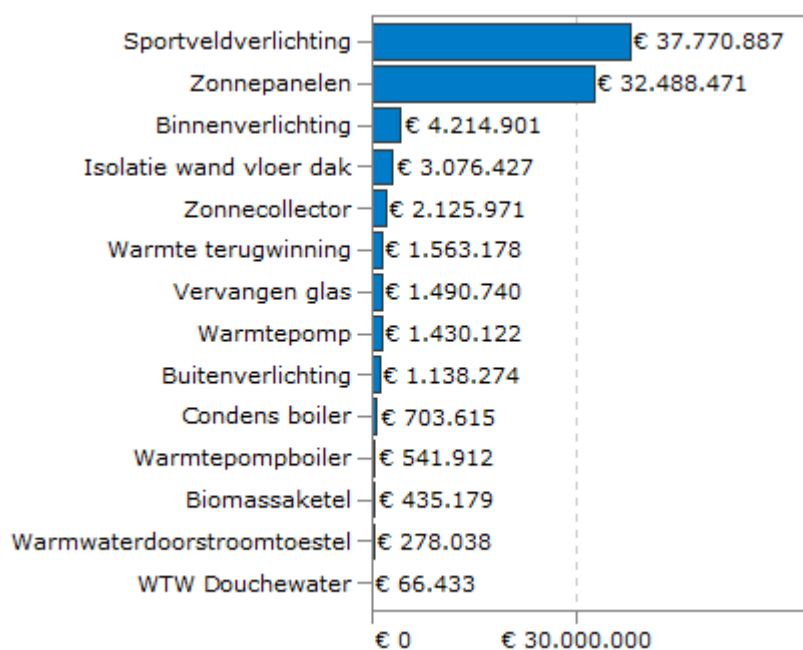 Sportveldverlichting € 37.770.887
Zonnepanelen € 32.488.471
Binnenverlichting € 4.214.901
Isolatie wand vloer dak € 3.076.427
Zonnecollector € 2.125.971
Warmte terugwinning € 1.563.178
Vervangen glas € 1.490.740
Warmtepomp € 1.430.122
Buitenverlichting € 1.138.274
Condens boiler € 703.615
Warmtepompboiler € 541.912
Biomassaketel € 435.179
Warmwaterdoorstroomtoestel € 278.038
WTW Douchewater € 66.433
€ 0 € 30.000.000